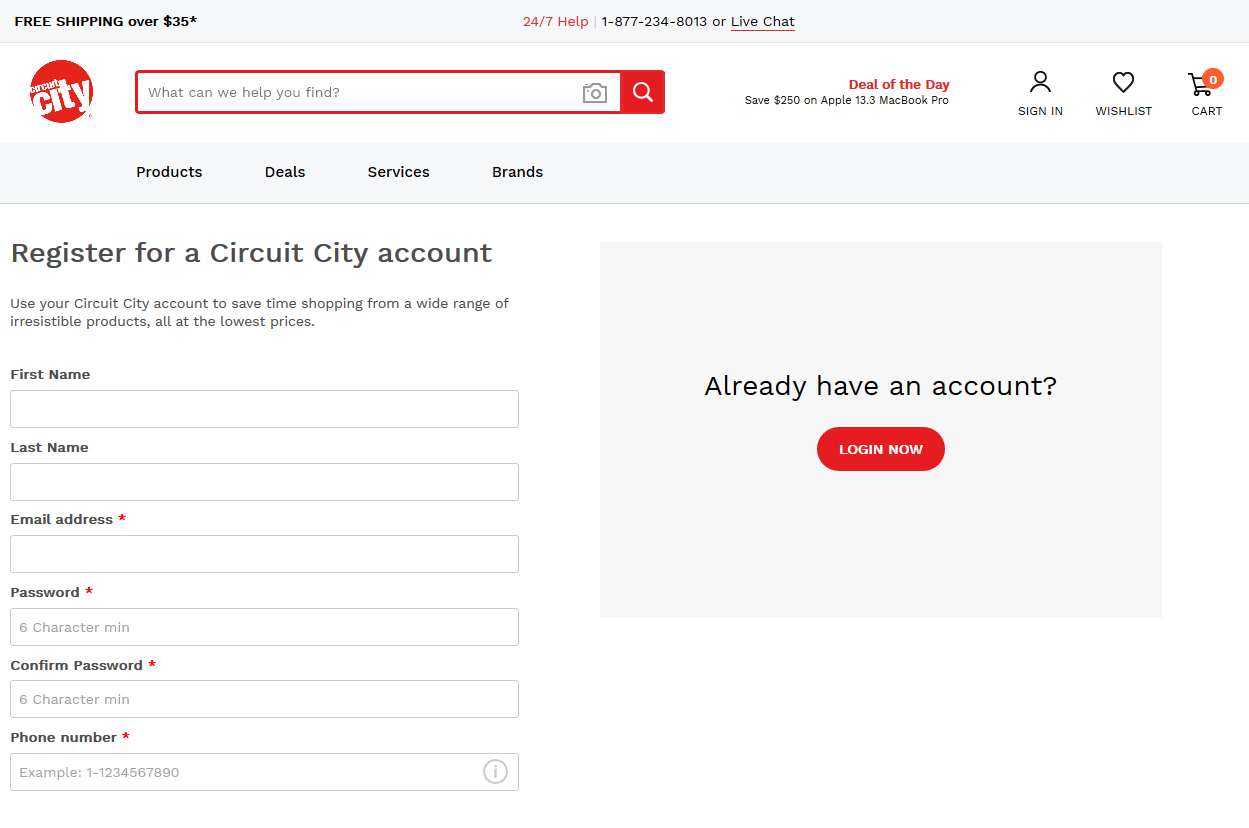 FREE SHIPPING over $35*
24/7 Help | 1-877-234-8013 or Live Chat
circuit
city
What can we help you find?
Deal of the Day
Save $250 on Apple 13.3 MacBook Pro
SIGN IN
WISHLIST
0
CART
Products
Deals
Services
Brands
Register for a Circuit City account
Use your Circuit City account to save time shopping from a wide range of
irresistible products, all at the lowest prices.
First Name
Last Name
Email address *
Password *
6 Character min
Confirm Password *
6 Character min
Phone number *
Example: 1-1234567890
i
Already have an account?
LOGIN NOW